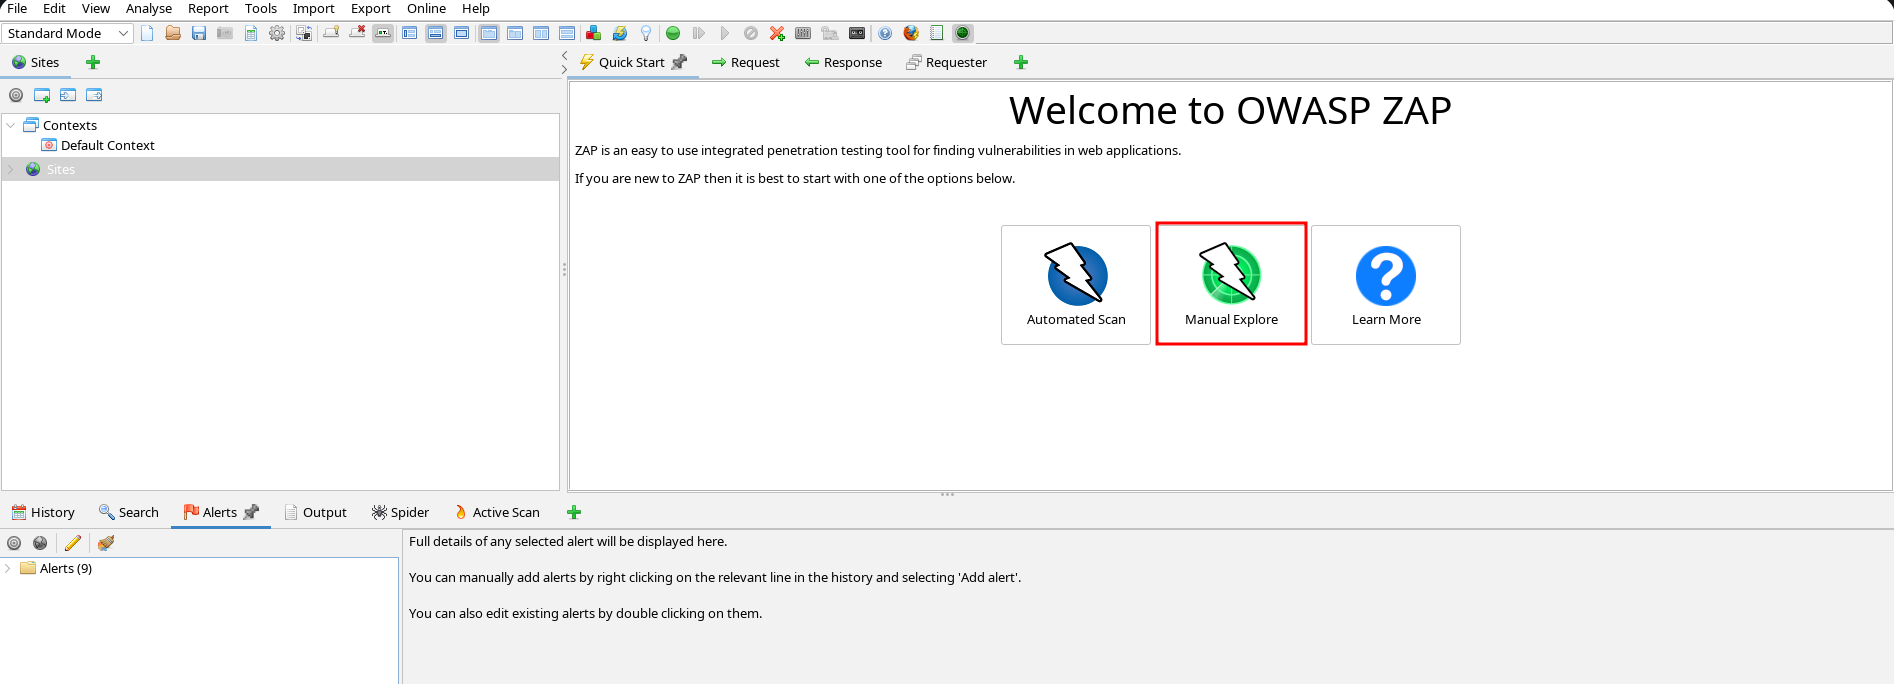 File Edit View Analyse Report Tools Import Export Online Help
Standard Mode
Sites
Quick Start Request Response Requester
Contexts
Default Context
Sites
Welcome to OWASP ZAP
ZAP is an easy to use integrated penetration testing tool for finding vulnerabilities in web applications.
If you are new to ZAP then it is best to start with one of the options below.
Automated Scan Manual Explore Learn More
History Search Alerts Output Spider Active Scan
Alerts (9)
Full details of any selected alert will be displayed here.
You can manually add alerts by right clicking on the relevant line in the history and selecting 'Add alert'.
You can also edit existing alerts by double clicking on them.